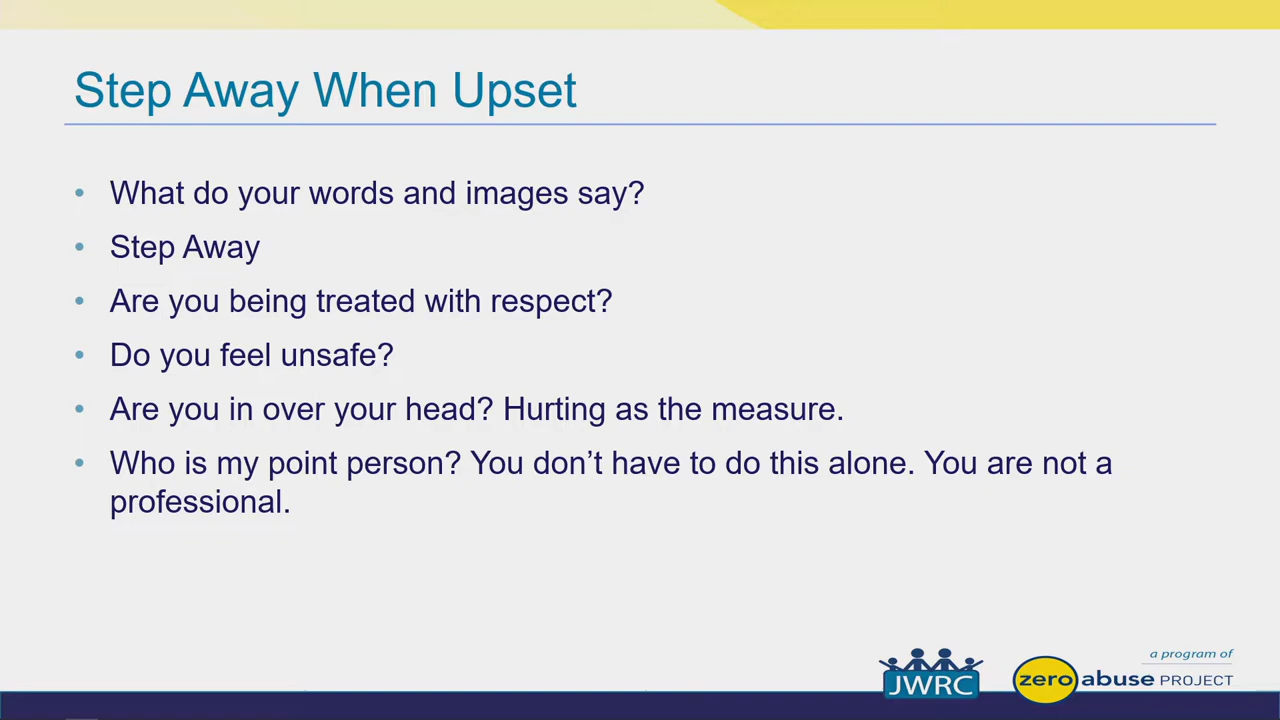 Step Away When Upset
• What do your words and images say?
• Step Away
• Are you being treated with respect?
• Do you feel unsafe?
• Are you in over your head? Hurting as the measure.
• Who is my point person? You don’t have to do this alone. You are not a
professional.
JWRC
a program of
zero abuse PROJECT